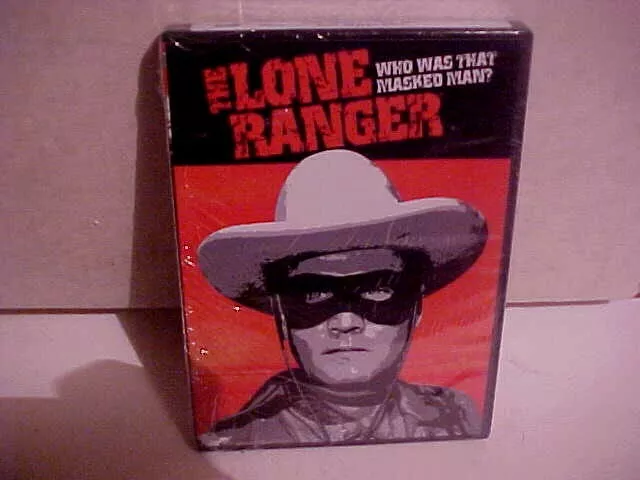 THE LONE RANGER
WHO WAS THAT
MASKED MAN?